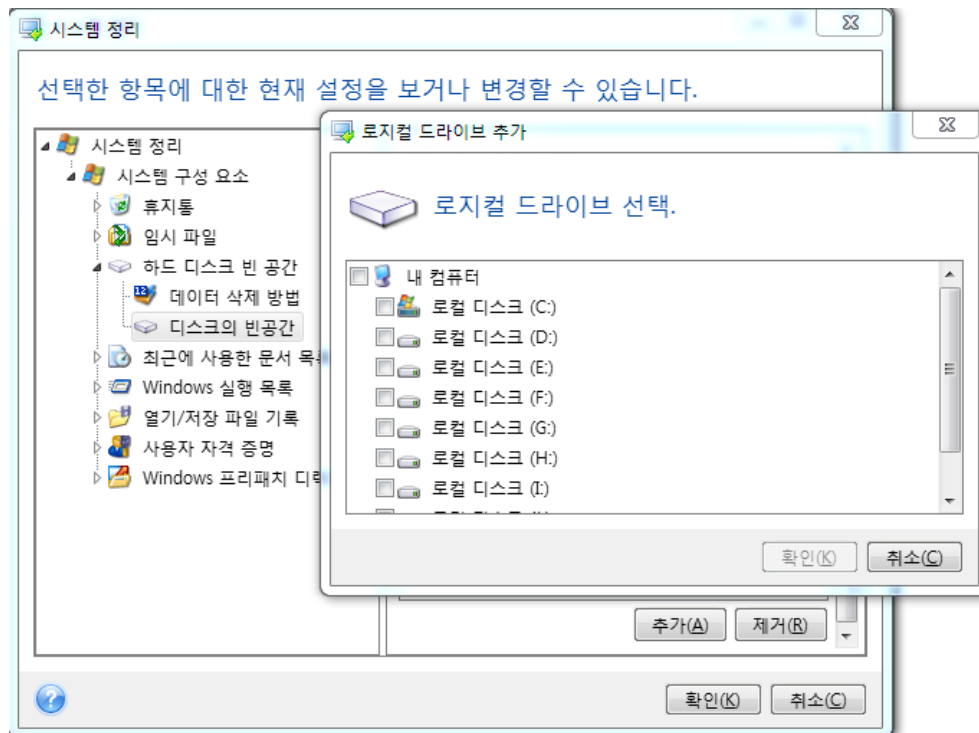 시스템 정리
선택한 항목에 대한 현재 설정을 보거나 변경할 수 있습니다.
시스템 정리
시스템 구성 요소
휴지통
임시 파일
하드 디스크 빈 공간
데이터 삭제 방법
디스크의 빈공간
최근에 사용한 문서
Windows 실행 목록
열기/저장 파일 기록
사용자 자격 증명
Windows 프리패치
로지컬 드라이브 추가
로지컬 드라이브 선택.
내 컴퓨터
로컬 디스크 (C:)
로컬 디스크 (D:)
로컬 디스크 (E:)
로컬 디스크 (F:)
로컬 디스크 (G:)
로컬 디스크 (H:)
로컬 디스크 (I:)
확인(K) 취소(C)
추가(A) 제거(R)
확인(K) 취소(C)